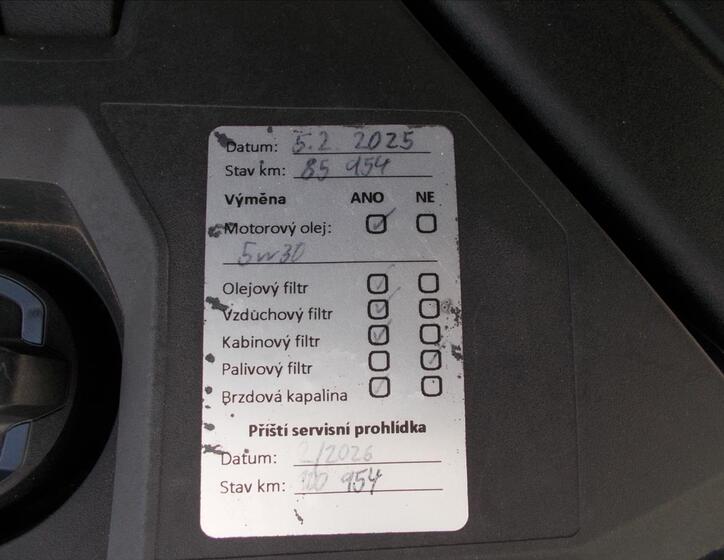 Datum: 5.2. 2025
Stav km: 85 954
Výměna ANO NE
Motorový olej:
5w30
Olejový filtr
Vzduchový filtr
Kabinový filtr
Palivový filtr
Brzdová kapalina
Příští servisní prohlídka
Datum: 2/2026
Stav km: 100 954